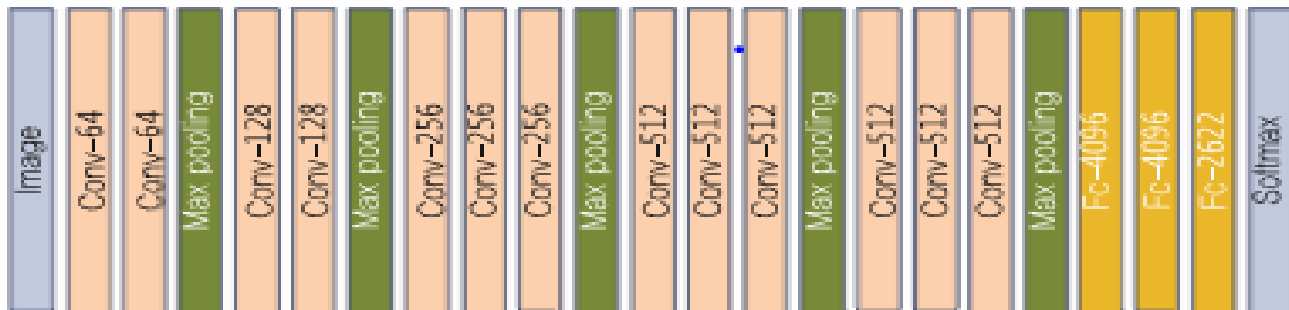 Image
Conv-64
Conv-64
Max pooling
Conv-128
Conv-128
Max pooling
Conv-256
Conv-256
Conv-256
Max pooling
Conv-512
Conv-512
Conv-512
Max pooling
Conv-512
Conv-512
Conv-512
Max pooling
Fc-4096
Fc-4096
Fc-2622
Softmax